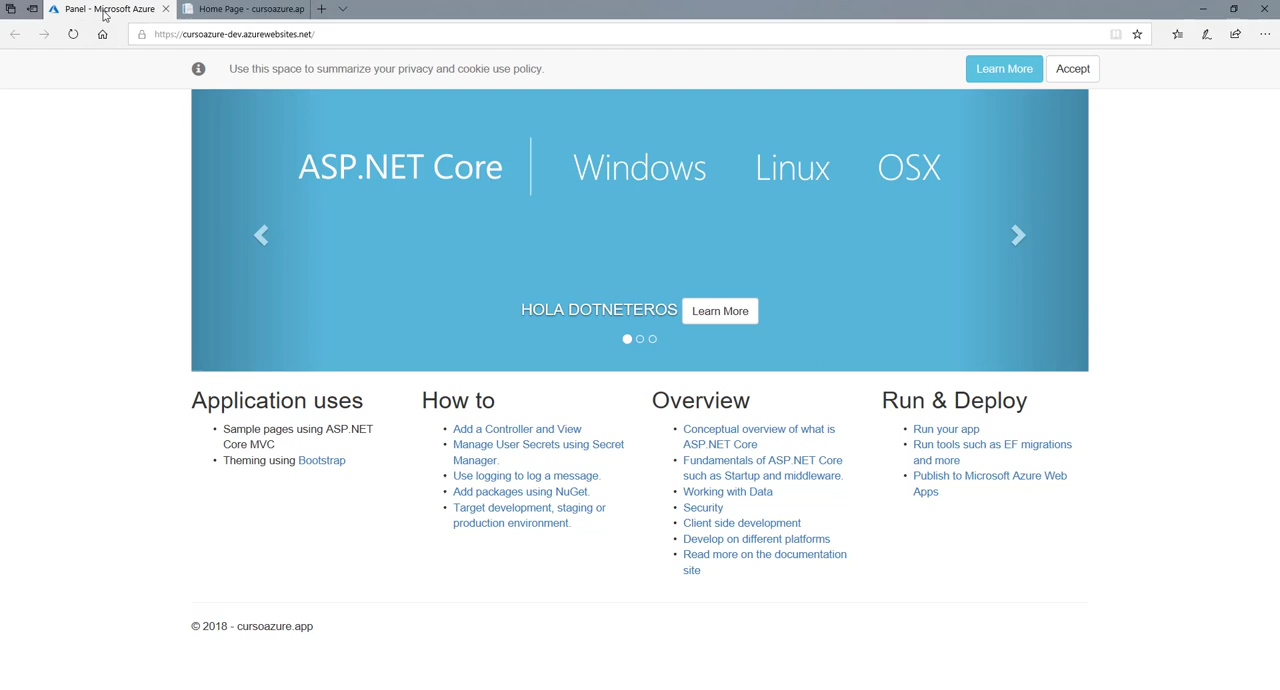 Panel - Microsoft Azure
Home Page - cursoazure.ap
https://cursoazure-dev.azurewebsites.net/
Use this space to summarize your privacy and cookie use policy.
Learn More
Accept
ASP.NET Core
Windows
Linux
OSX
HOLA DOTNETEROS
Learn More
Application uses
Sample pages using ASP.NET
Core MVC
Theming using Bootstrap
How to
Add a Controller and View
Manage User Secrets using Secret
Manager.
Use logging to log a message.
Add packages using NuGet.
Target development, staging or
production environment.
Overview
Conceptual overview of what is
ASP.NET Core
Fundamentals of ASP.NET Core
such as Startup and middleware.
Working with Data
Security
Client side development
Develop on different platforms
Read more on the documentation
site
Run & Deploy
Run your app
Run tools such as EF migrations
and more
Publish to Microsoft Azure Web
Apps
© 2018 - cursoazure.app